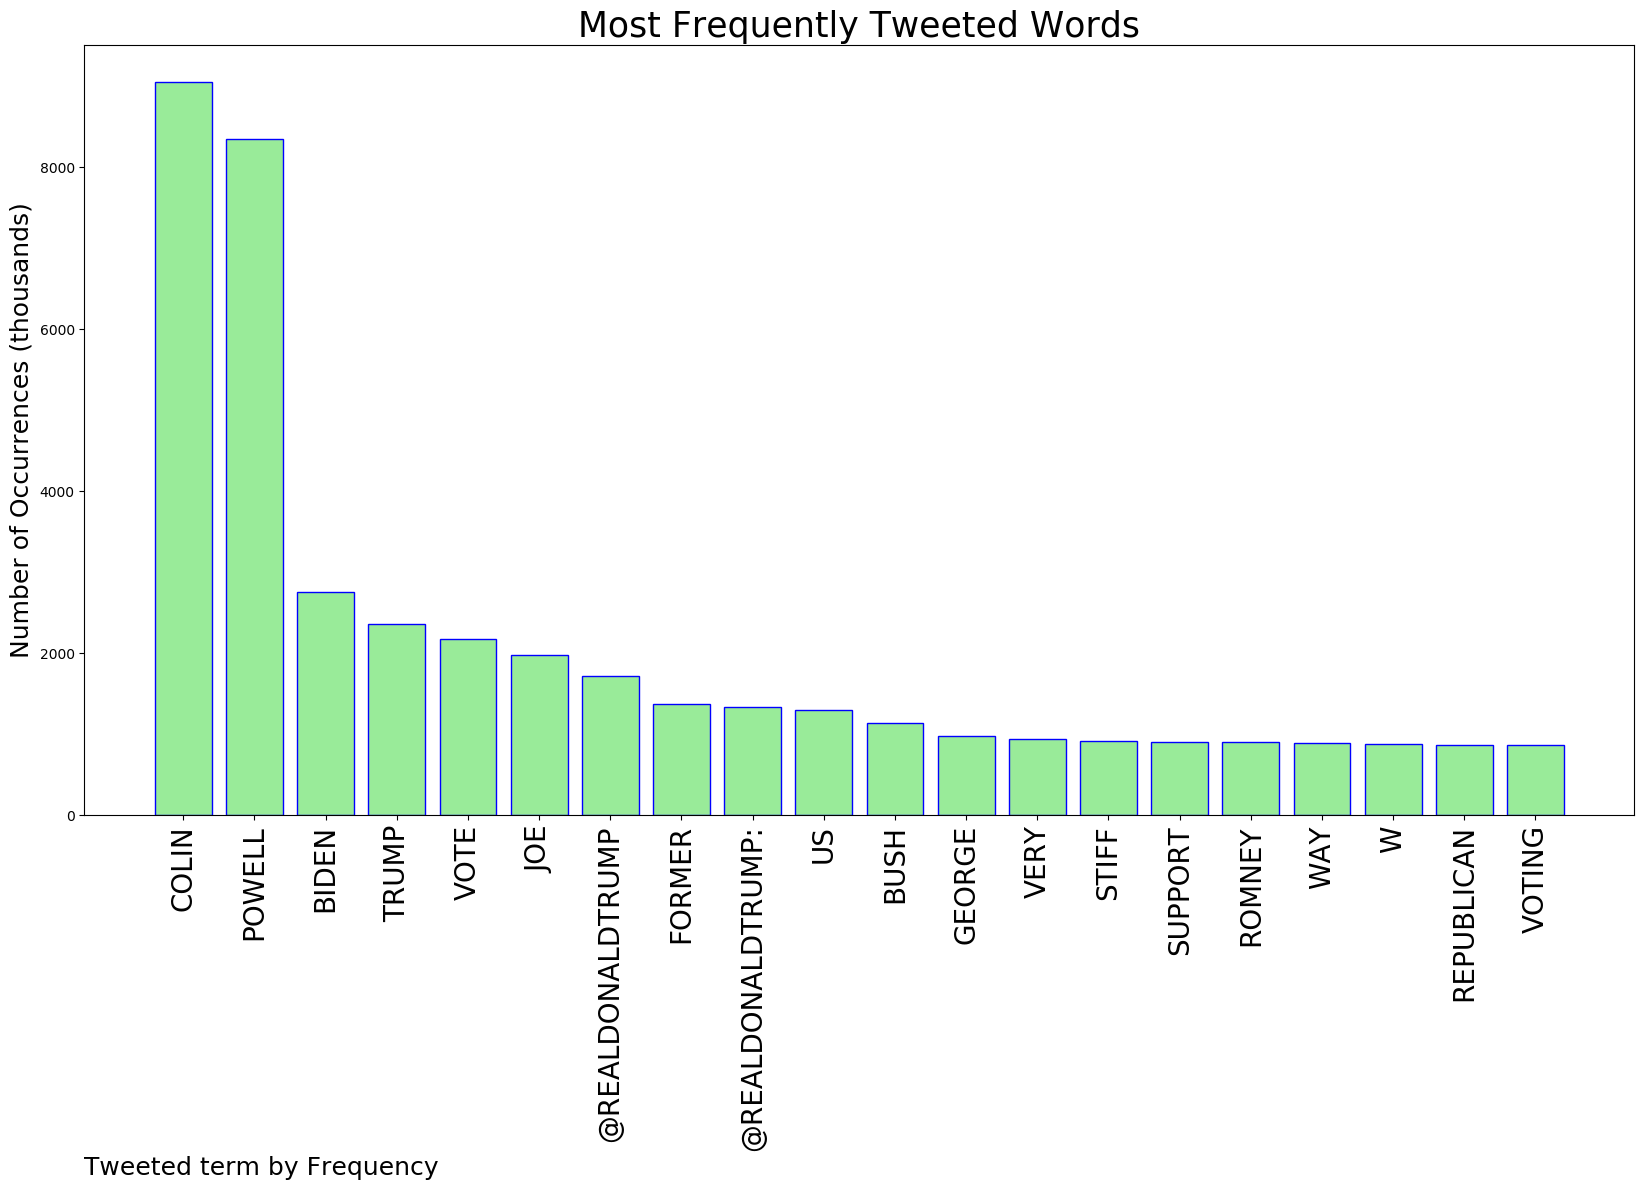 Most Frequently Tweeted Words
Number of Occurrences (thousands)
8000
6000
4000
2000
0
COLIN
POWELL
BIDEN
TRUMP
VOTE
JOE
@REALDONALDTRUMP
FORMER
@REALDONALDTRUMP:
US
BUSH
GEORGE
VERY
STIFF
SUPPORT
ROMNEY
WAY
W
REPUBLICAN
VOTING
Tweeted term by Frequency